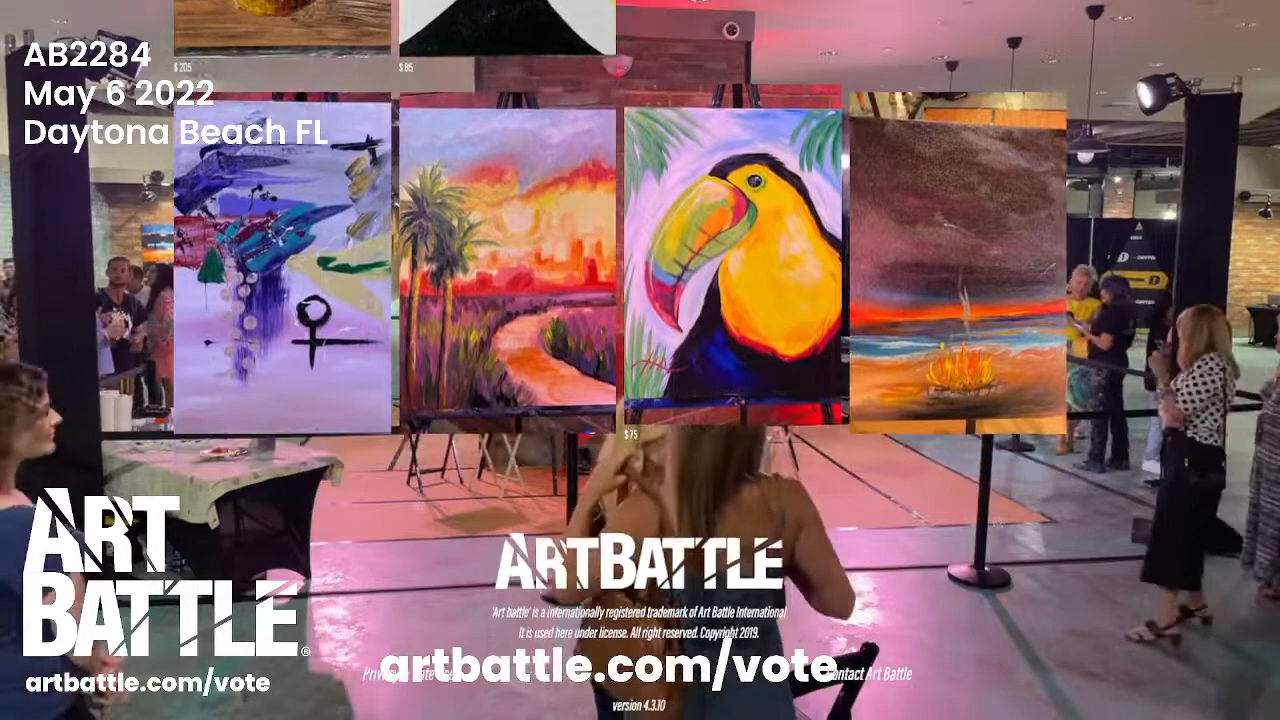 AB2284
May 6 2022
Daytona Beach FL
$205
$85
$75
ART
BATTLE®
artbattle.com/vote
ARTBATTLE
'Art battle' is a internationally registered trademark of Art Battle International
It is used here under license. All right reserved. Copyright 2019.
artbattle.com/vote
Contact Art Battle
version 4.3.10